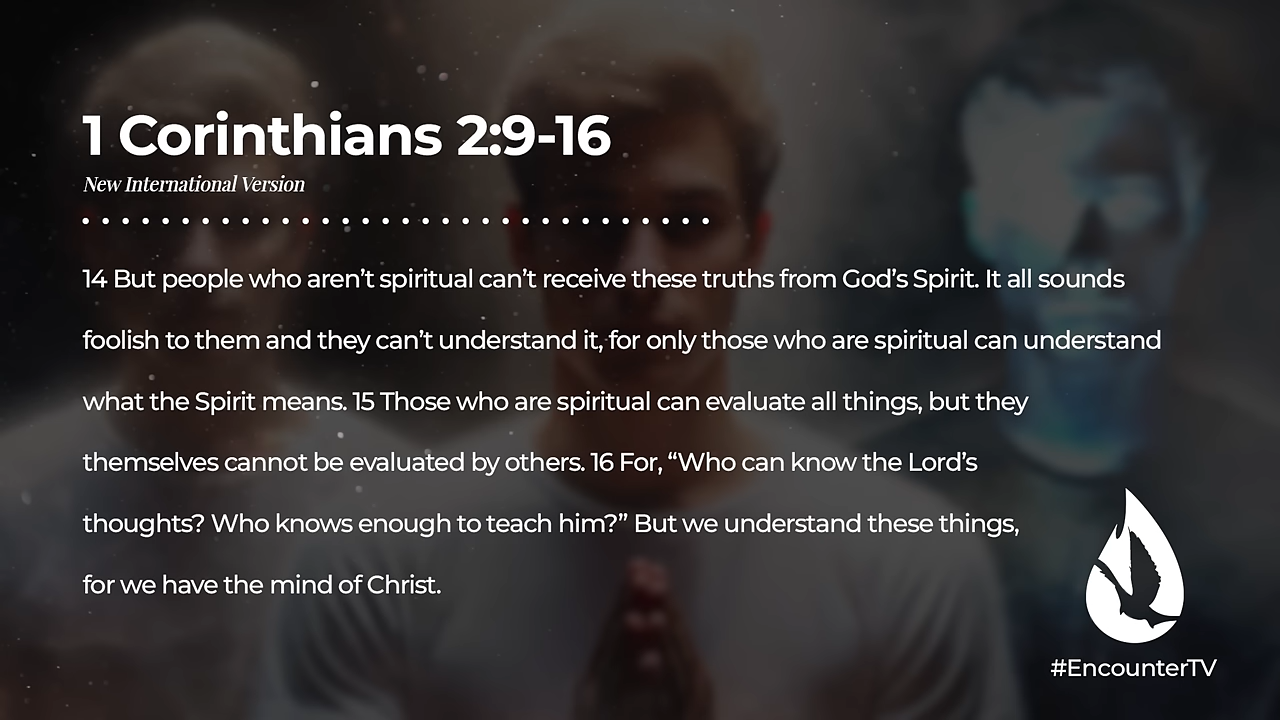 1 Corinthians 2:9-16
New International Version
14 But people who aren’t spiritual can’t receive these truths from God’s Spirit. It all sounds
foolish to them and they can’t understand it, for only those who are spiritual can understand
what the Spirit means. 15 Those who are spiritual can evaluate all things, but they
themselves cannot be evaluated by others. 16 For, “Who can know the Lord’s
thoughts? Who knows enough to teach him?” But we understand these things,
for we have the mind of Christ.
#EncounterTV